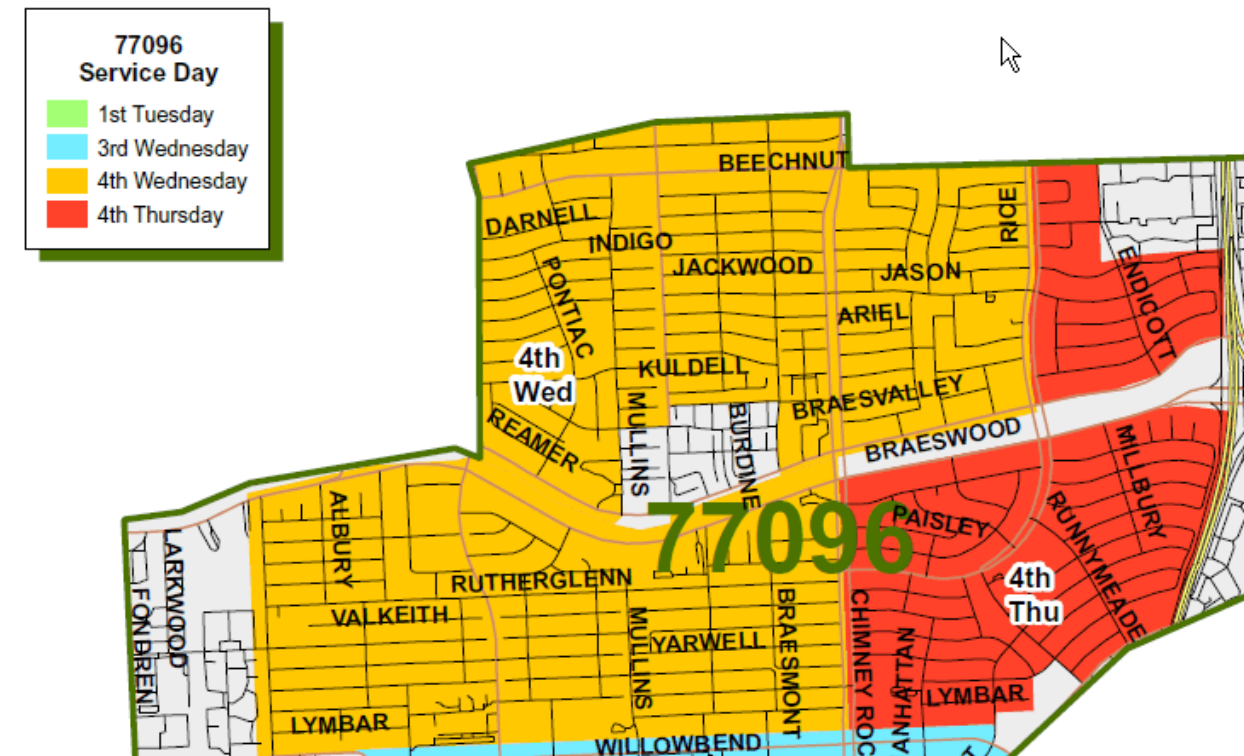 77096
Service Day
1st Tuesday
3rd Wednesday
4th Wednesday
4th Thursday
BEECHNUT
DARNELL
RICE
INDIGO
JACKWOOD
JASON
ENDICOTT
PONTIAC
ARIEL
4th
Wed
KULDELL
BRAESVALLEY
MULLINS
BURDINE
REAMER
BRAESWOOD
MILLBURY
ALBURY
77096
PAISLEY
RUNNYMEADE
LARKWOOD
RUTHERGLENN
4th
Thu
FONDREN
VALKEITH
MULLINS
YARWELL
BRAESMONT
CHIMNEY ROC
ANHATTAN
LYMBAR
LYMBAR
WILLOWBEND